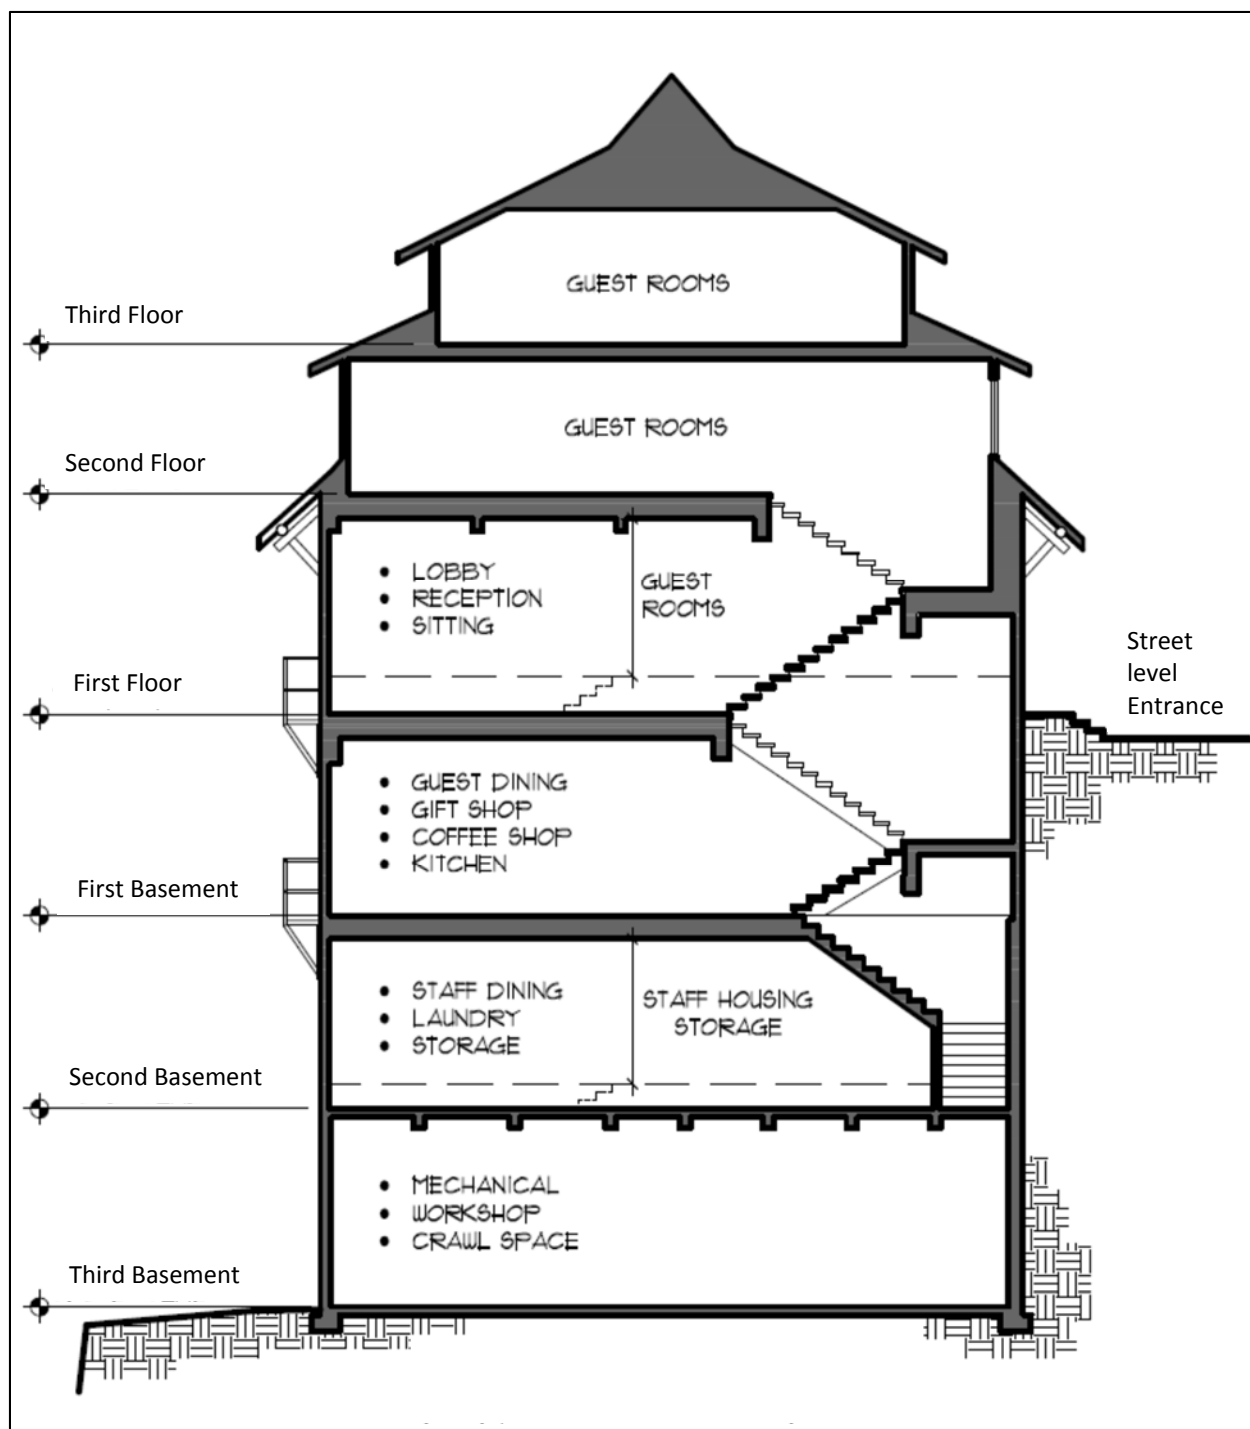 GUEST ROOMS
Third Floor
GUEST ROOMS
Second Floor
• LOBBY
• RECEPTION
• SITTING
GUEST
ROOMS
First Floor
Street
level
Entrance
• GUEST DINING
• GIFT SHOP
• COFFEE SHOP
• KITCHEN
First Basement
• STAFF DINING
• LAUNDRY
• STORAGE
STAFF HOUSING
STORAGE
Second Basement
• MECHANICAL
• WORKSHOP
• CRAWL SPACE
Third Basement